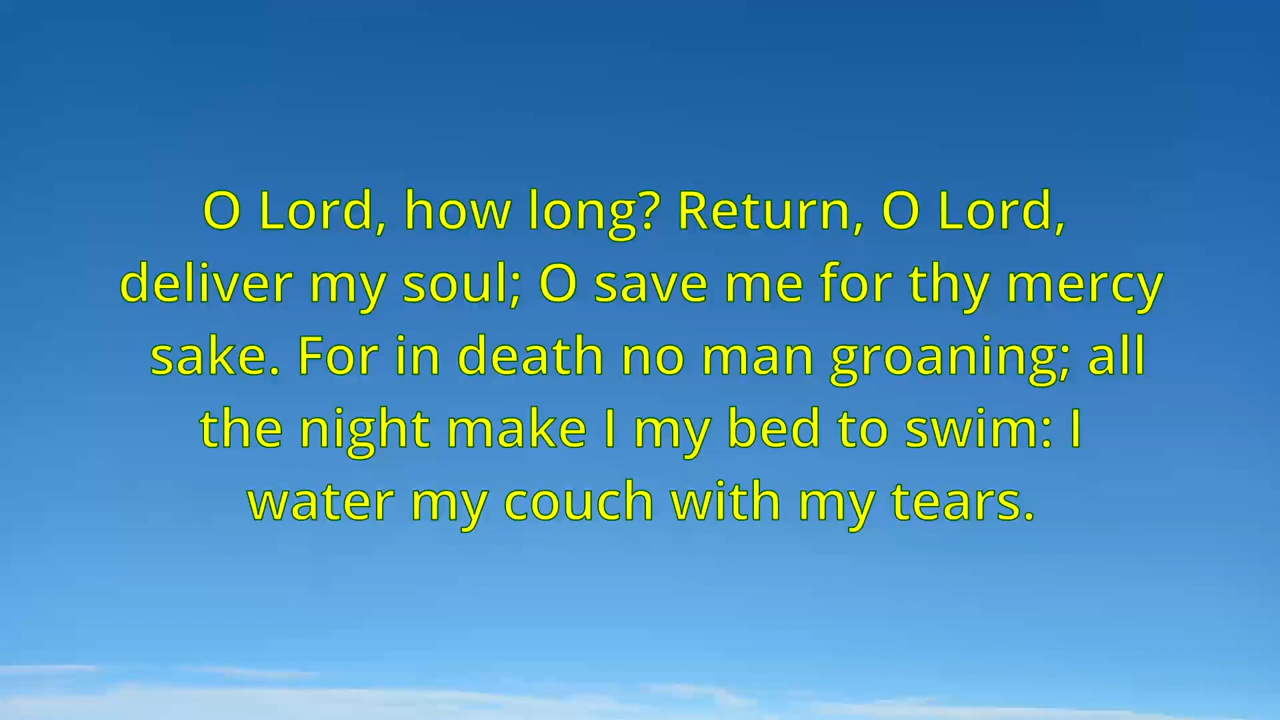 O Lord, how long? Return, O Lord,
deliver my soul; O save me for thy mercy
sake. For in death no man groaning; all
the night make I my bed to swim: I
water my couch with my tears.